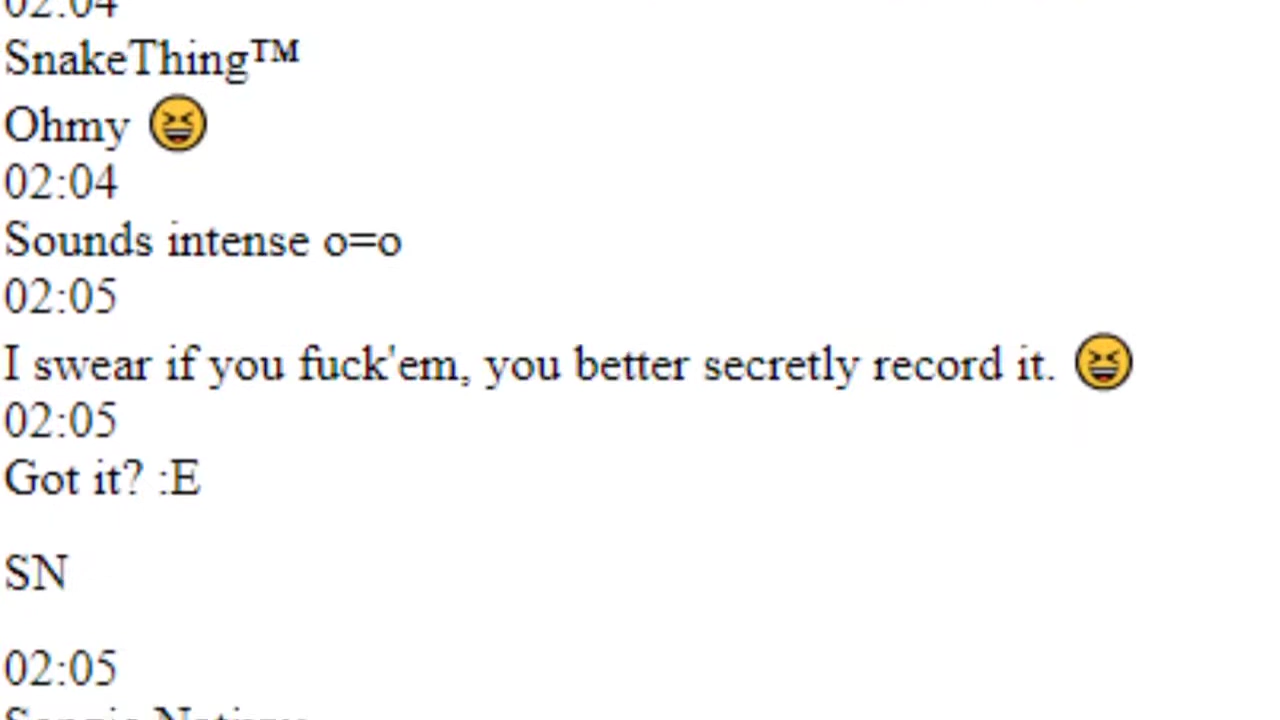 02:04
SnakeThing™
Ohmy 😆
02:04
Sounds intense o=o
02:05
I swear if you fuck'em, you better secretly record it. 😆
02:05
Got it? :E
SN
02:05